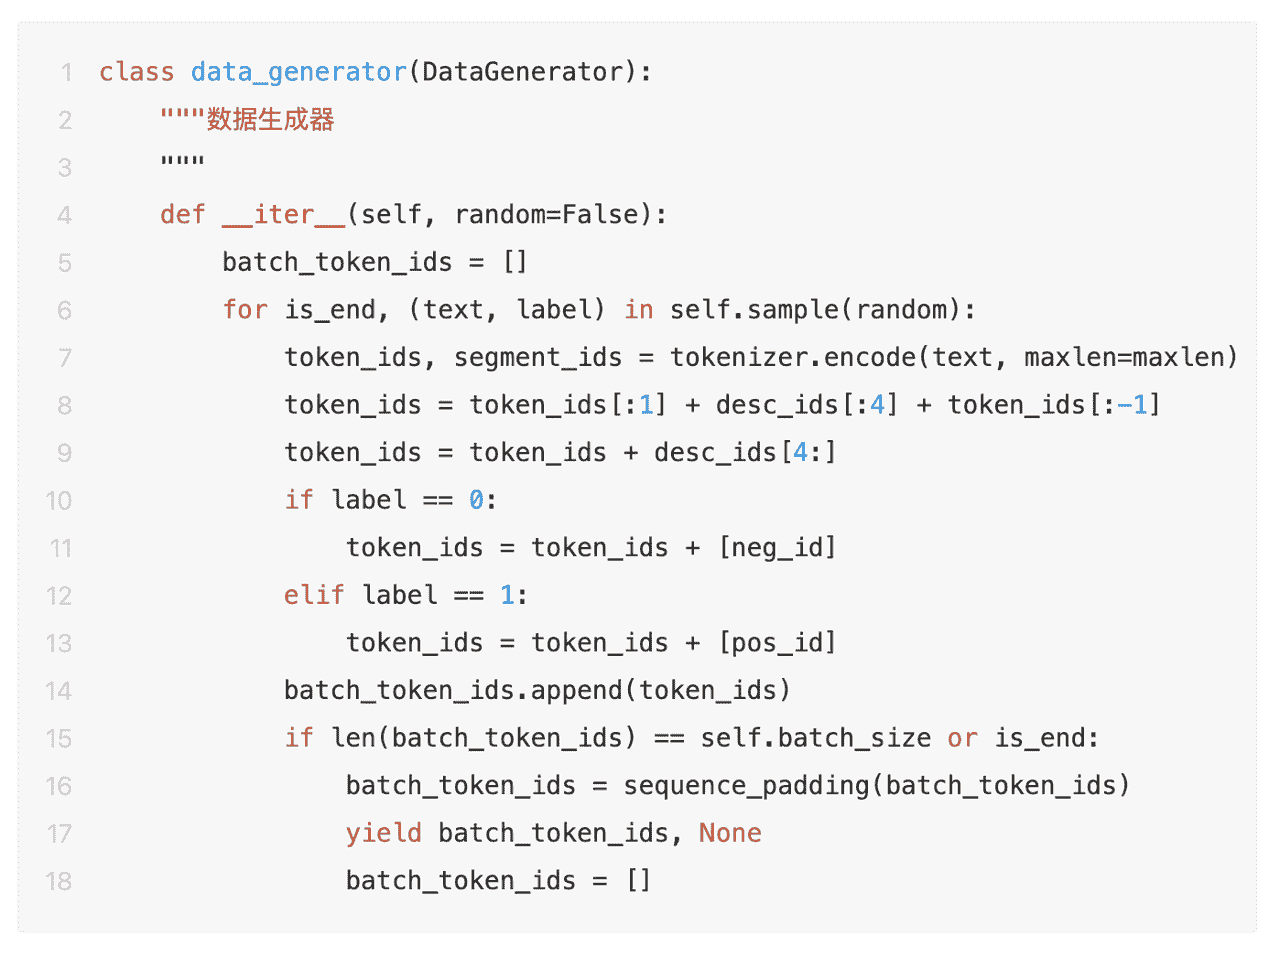 1 class data_generator(DataGenerator):
2     """数据生成器
3     """
4     def __iter__(self, random=False):
5         batch_token_ids = []
6         for is_end, (text, label) in self.sample(random):
7             token_ids, segment_ids = tokenizer.encode(text, maxlen=maxlen)
8             token_ids = token_ids[:1] + desc_ids[:4] + token_ids[:-1]
9             token_ids = token_ids + desc_ids[4:]
10             if label == 0:
11                 token_ids = token_ids + [neg_id]
12             elif label == 1:
13                 token_ids = token_ids + [pos_id]
14             batch_token_ids.append(token_ids)
15             if len(batch_token_ids) == self.batch_size or is_end:
16                 batch_token_ids = sequence_padding(batch_token_ids)
17                 yield batch_token_ids, None
18                 batch_token_ids = []